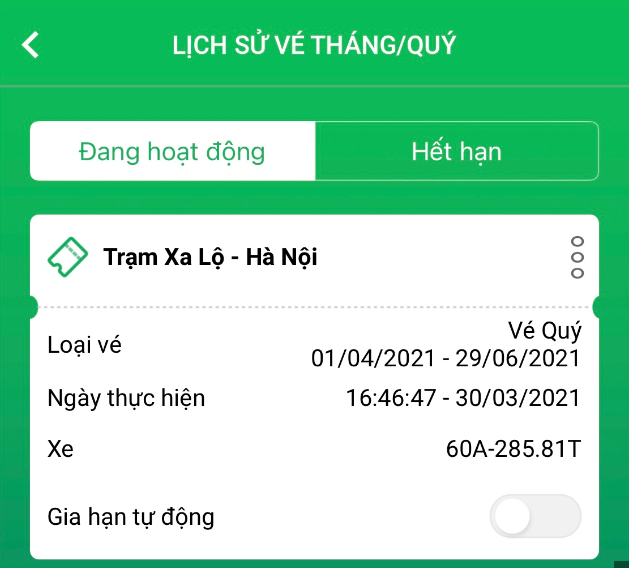 LỊCH SỬ VÉ THÁNG/QUÝ
Đang hoạt động
Hết hạn
Trạm Xa Lộ - Hà Nội
Loại vé
Vé Quý
01/04/2021 - 29/06/2021
Ngày thực hiện
16:46:47 - 30/03/2021
Xe
60A-285.81T
Gia hạn tự động